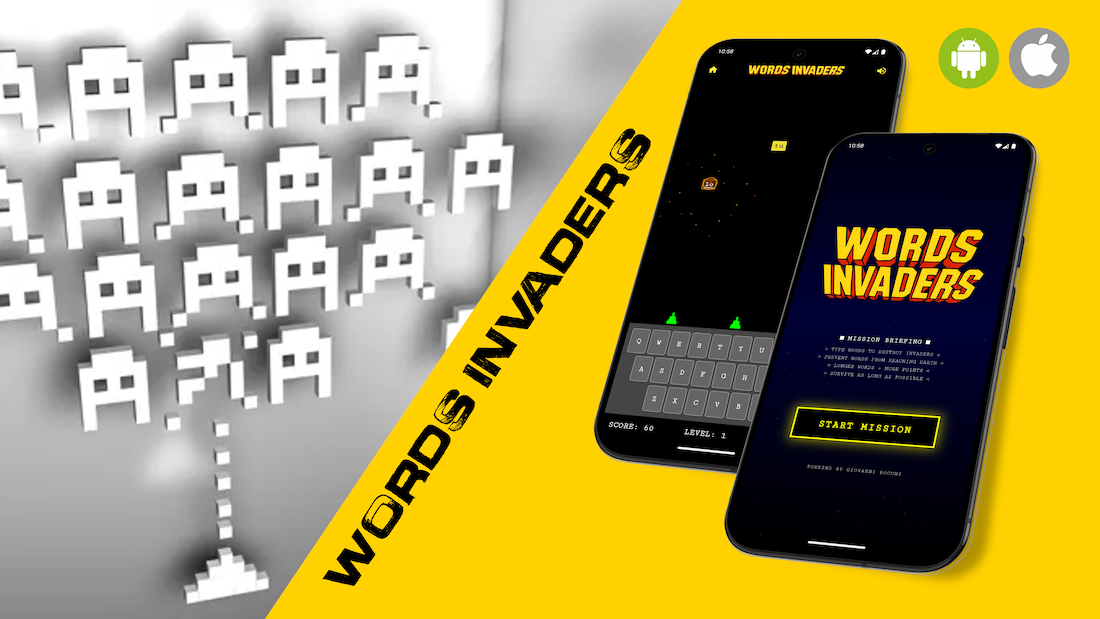 WORDS INVADERS
10:58
WORDS INVADERS
tu
10
Q W E R T Y U
A S D F G H
Z X C V B
SCORE: 60 LEVEL: 1
10:58
WORDS
INVADERS
■ MISSION BRIEFING ■
> TYPE WORDS TO DESTROY INVADERS <
> PREVENT WORDS FROM REACHING EARTH <
> LONGER WORDS = MORE POINTS <
> SURVIVE AS LONG AS POSSIBLE <
START MISSION
POWERED BY GIOVANNI BOCCHI